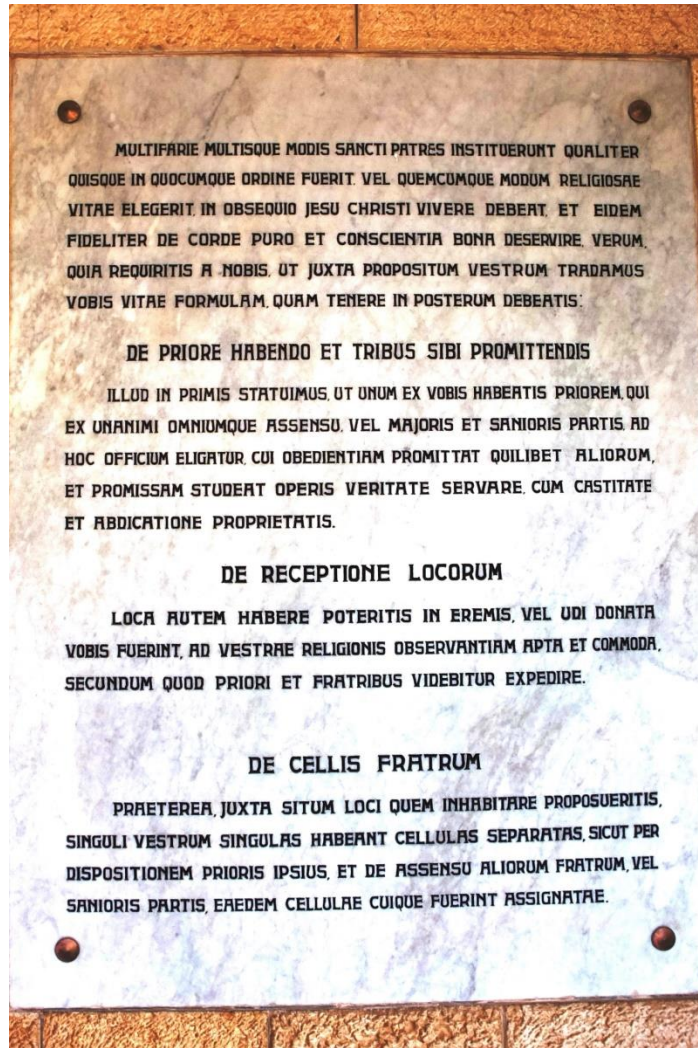 MULTIFARIE MULTISQUE MODIS SANCTI PATRES INSTITUERUNT QUALITER
QUISQUE IN QUOCUMQUE ORDINE FUERIT. VEL QUEMCUMQUE MODUM RELIGIOSAE
VITAE ELEGERIT, IN OBSEQUIO JESU CHRISTI VIVERE DEBEAT, ET EIDEM
FIDELITER DE CORDE PURO ET CONSCIENTIA BONA DESERVIRE. VERUM,
QUIA REQUIRITIS A NOBIS, UT JUXTA PROPOSITUM VESTRUM TRADAMUS
VOBIS VITAE FORMULAM, QUAM TENERE IN POSTERUM DEBEATIS:
DE PRIORE HABENDO ET TRIBUS SIBI PROMITTENDIS
ILLUD IN PRIMIS STATUIMUS, UT UNUM EX VOBIS HABEATIS PRIOREM, QUI
EX UNANIMI OMNIUMQUE ASSENSU, VEL MAJORIS ET SANIORIS PARTIS, AD
HOC OFFICIUM ELIGATUR, CUI OBEDIENTIAM PROMITTAT QUILIBET ALIORUM,
ET PROMISSAM STUDEAT OPERIS VERITATE SERVARE, CUM CASTITATE
ET ABDICATIONE PROPRIETATIS.
DE RECEPTIONE LOCORUM
LOCA AUTEM HABERE POTERITIS IN EREMIS, VEL UDI DONATA
VOBIS FUERINT, AD VESTRAE RELIGIONIS OBSERVANTIAM APTA ET COMMODA,
SECUNDUM QUOD PRIORI ET FRATRIBUS VIDEBITUR EXPEDIRE.
DE CELLIS FRATRUM
PRAETEREA, JUXTA SITUM LOCI QUEM INHABITARE PROPOSUERITIS,
SINGULI VESTRUM SINGULAS HABEANT CELLULAS SEPARATAS, SICUT PER
DISPOSITIONEM PRIORIS IPSIUS, ET DE ASSENSU ALIORUM FRATRUM, VEL
SANIORIS PARTIS, EAEDEM CELLULAE CUIQUE FUERINT ASSIGNATAE.